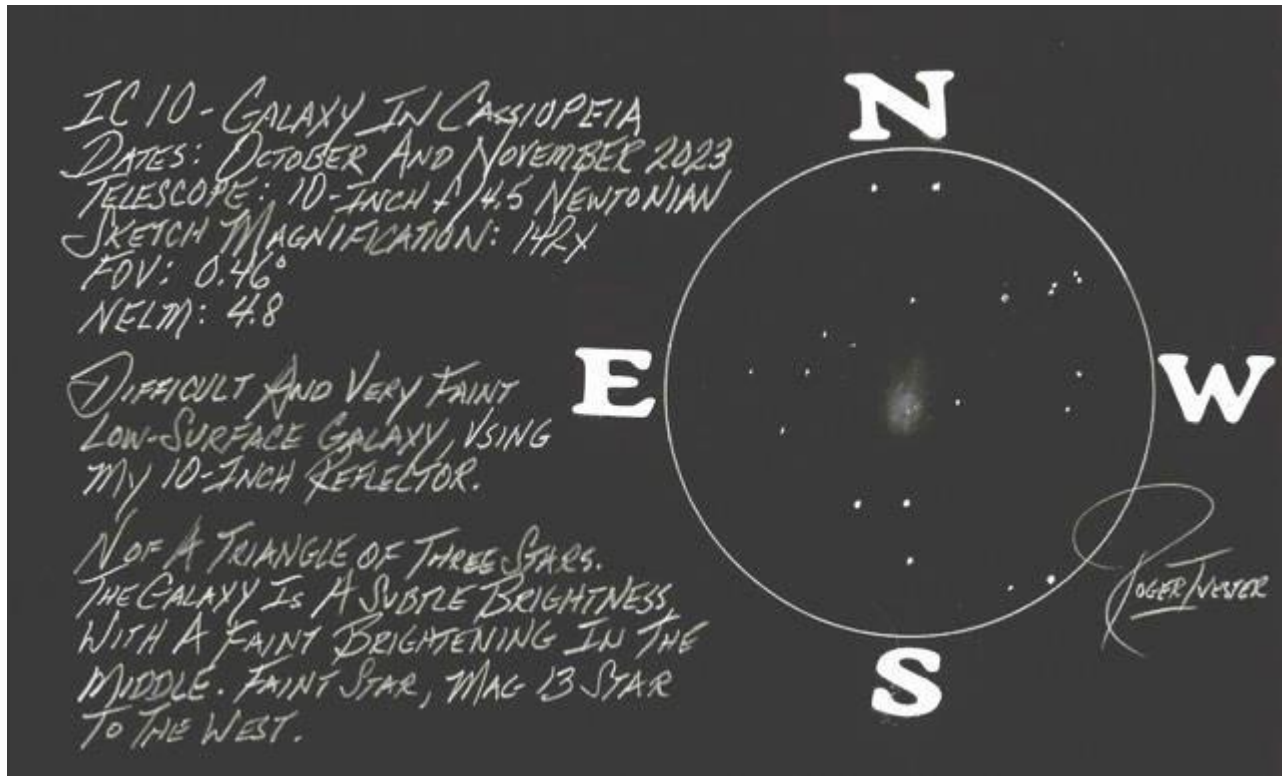 IC 10 - GALAXY IN CASSIOPEIA
DATES: OCTOBER AND NOVEMBER 2023
TELESCOPE: 10-INCH f/4.5 NEWTONIAN
SKETCH MAGNIFICATION: 142X
FOV: 0.46°
NELM: 4.8
DIFFICULT AND VERY FAINT
LOW-SURFACE GALAXY, USING
MY 10-INCH REFLECTOR.
N OF A TRIANGLE OF THREE STARS.
THE GALAXY IS A SUBTLE BRIGHTNESS,
WITH A FAINT BRIGHTENING IN THE
MIDDLE. FAINT STAR, MAG 13 STAR
TO THE WEST.
N
E
W
S
ROGER IVESTER